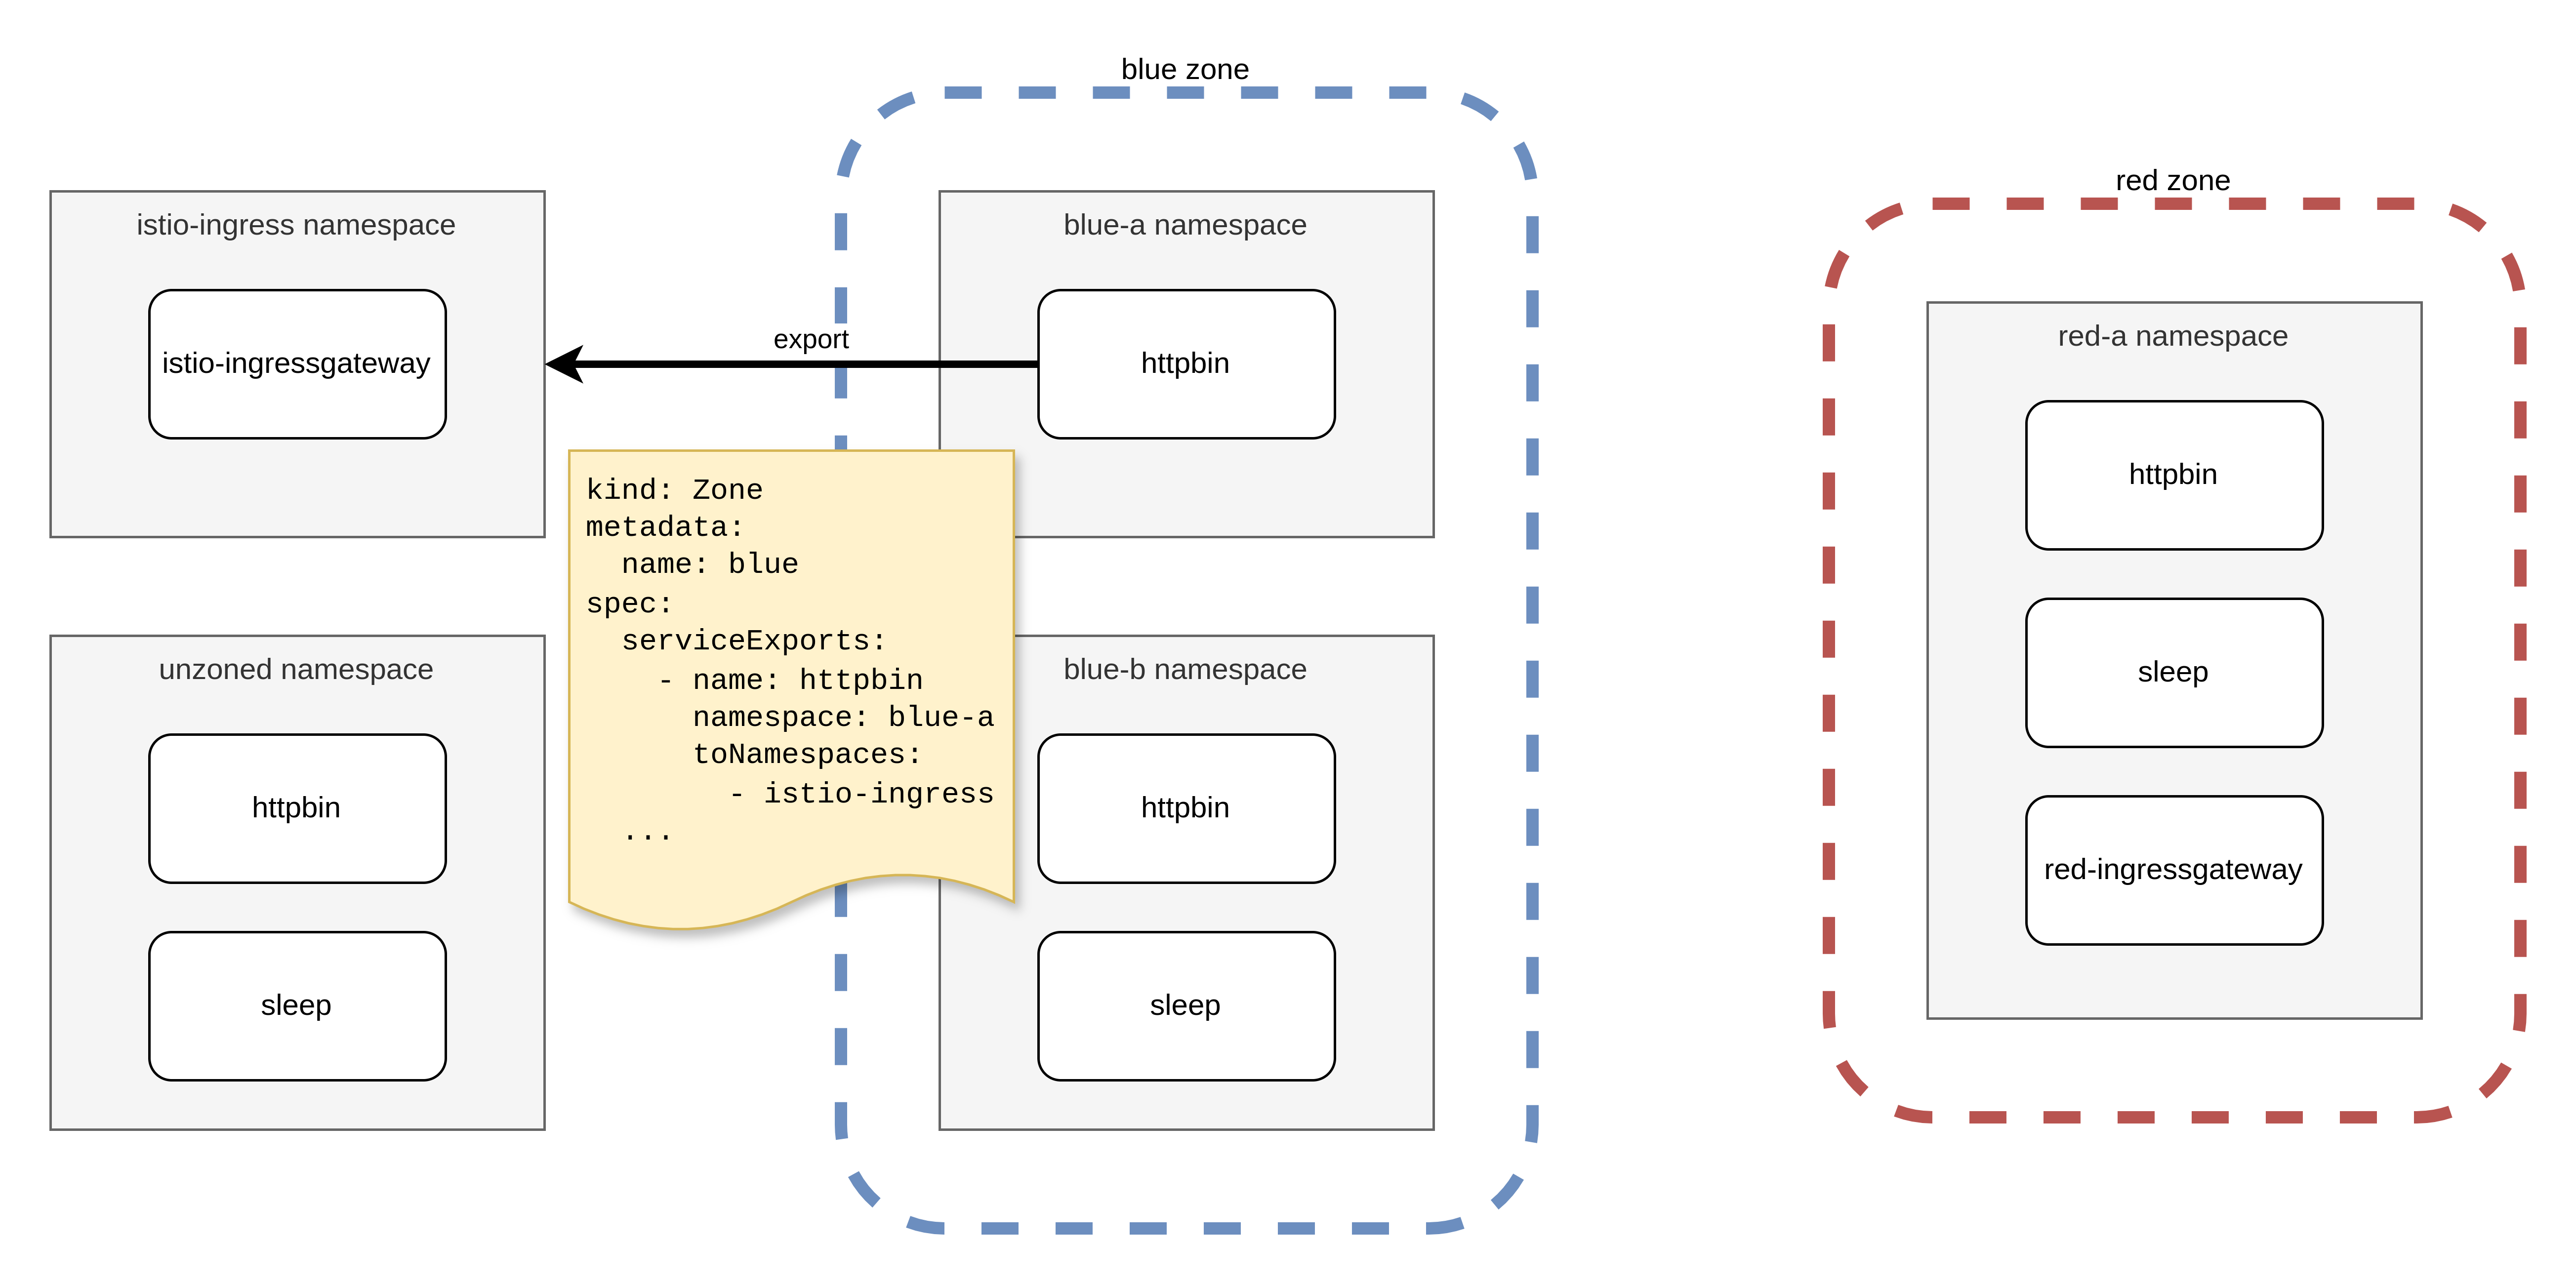 blue zone
red zone
istio-ingress namespace
istio-ingressgateway
export
blue-a namespace
httpbin
kind: Zone
metadata:
  name: blue
spec:
  serviceExports:
    - name: httpbin
      namespace: blue-a
      toNamespaces:
        - istio-ingress
  ...
unzoned namespace
httpbin
sleep
blue-b namespace
httpbin
sleep
red-a namespace
httpbin
sleep
red-ingressgateway